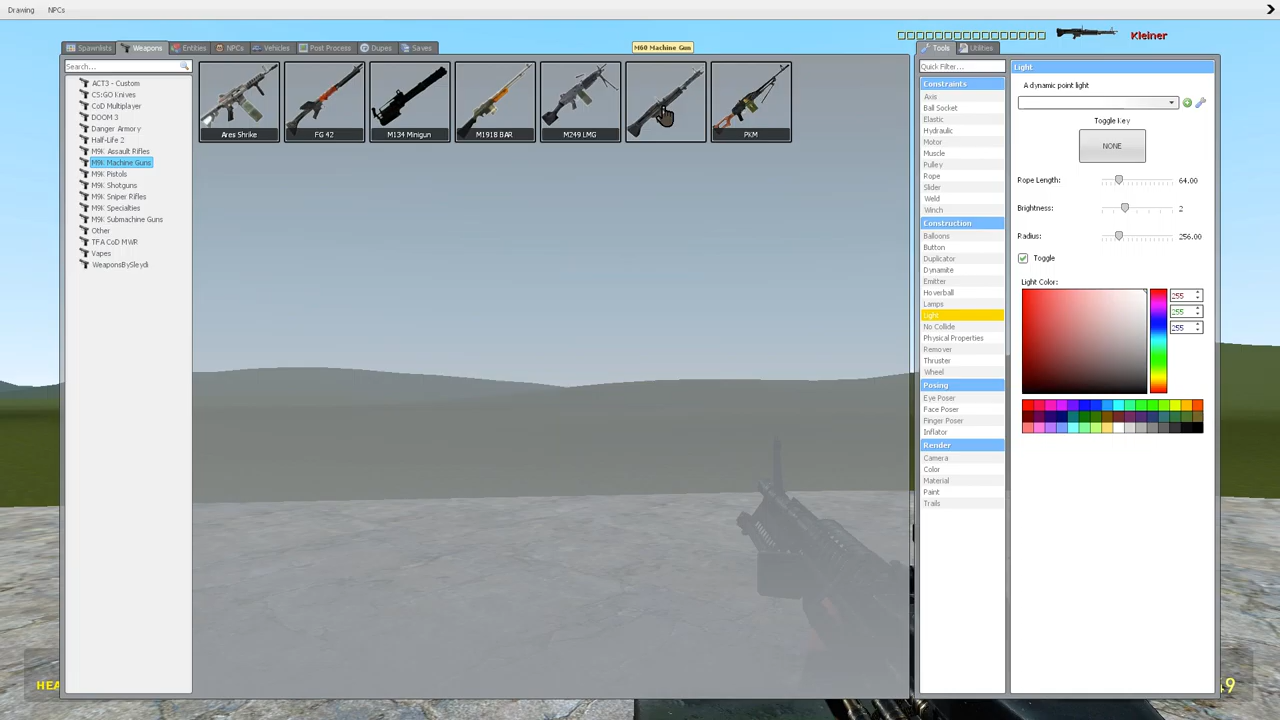 Drawing NPCs
Kleiner
Spawnlists Weapons Entities NPCs Vehicles Post Process Dupes Saves
M60 Machine Gun
Tools Utilities
Search...
ACT3 - Custom
CS:GO Knives
CoD Multiplayer
DOOM 3
Danger Armory
Half-Life 2
M9K Assault Rifles
M9K Machine Guns
M9K Pistols
M9K Shotguns
M9K Sniper Rifles
M9K Specialties
M9K Submachine Guns
Other
TFA CoD MWR
Vapes
WeaponsBySleydi
Ares Shrike
FG 42
M134 Minigun
M1918 BAR
M249 LMG
PKM
Quick Filter...
Constraints
Axis
Ball Socket
Elastic
Hydraulic
Motor
Muscle
Pulley
Rope
Slider
Weld
Winch
Construction
Balloons
Button
Duplicator
Dynamite
Emitter
Hoverball
Lamps
Light
No Collide
Physical Properties
Remover
Thruster
Wheel
Posing
Eye Poser
Face Poser
Finger Poser
Inflator
Render
Camera
Color
Material
Paint
Trails
Light
A dynamic point light
Toggle Key
NONE
Rope Length: 64.00
Brightness: 2
Radius: 256.00
Toggle
Light Color:
255
255
255